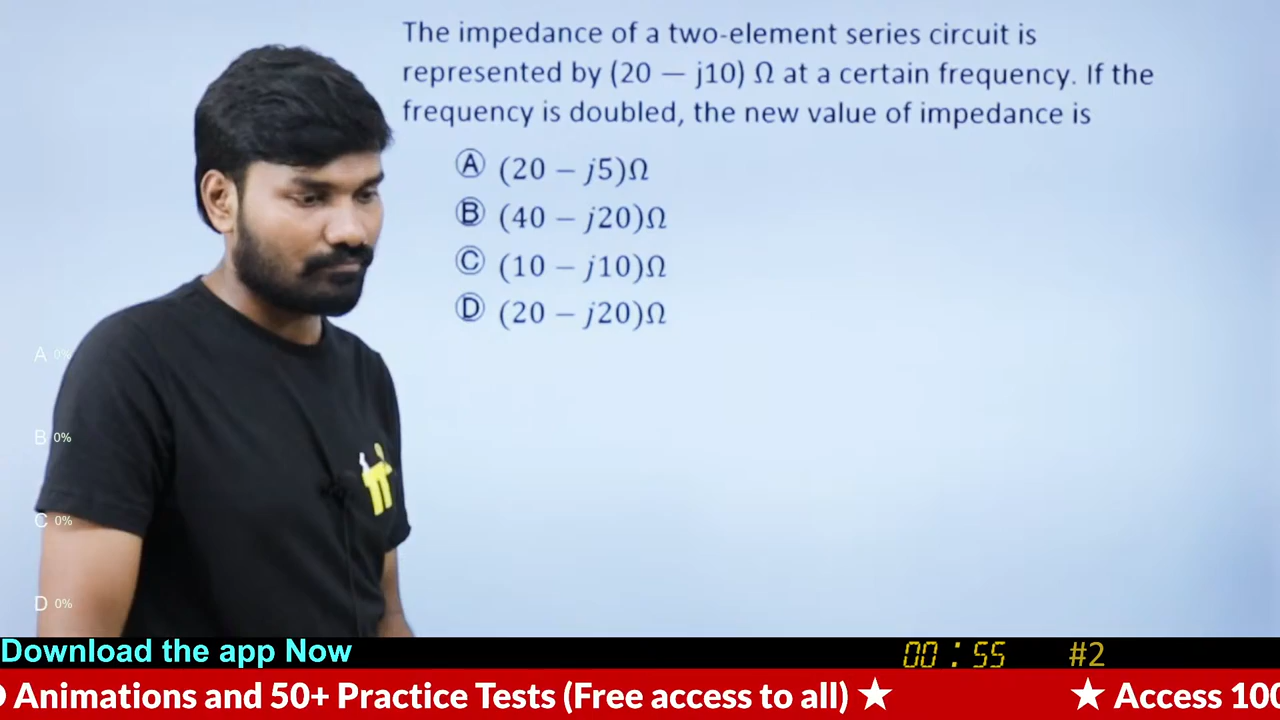 The impedance of a two-element series circuit is
represented by (20 — j10) Ω at a certain frequency. If the
frequency is doubled, the new value of impedance is
Ⓐ (20 − j5)Ω
Ⓑ (40 − j20)Ω
Ⓒ (10 − j10)Ω
Ⓓ (20 − j20)Ω
A 0%
B 0%
C 0%
D 0%
Download the app Now
00:55 #2
Animations and 50+ Practice Tests (Free access to all) ★ ★ Access 100